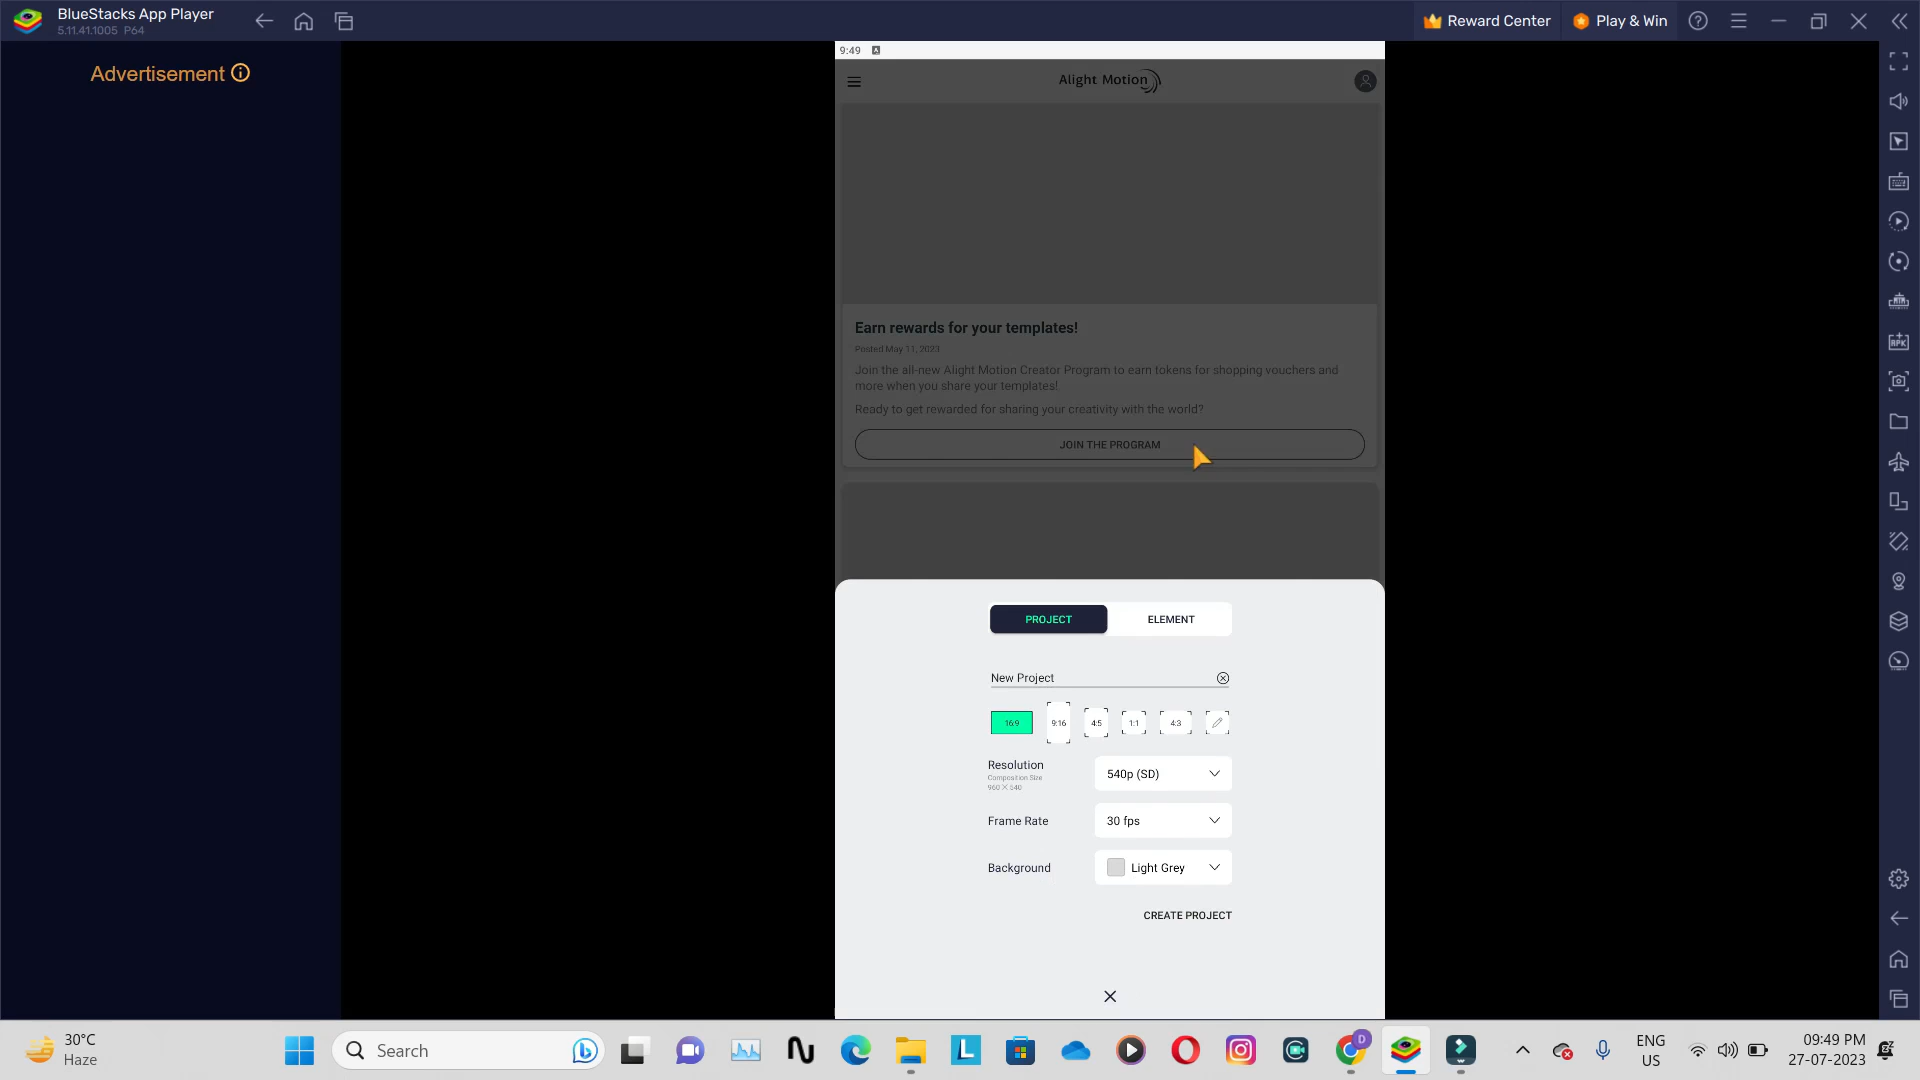 BlueStacks App Player
5.11.41.1005 P64
Reward Center
Play & Win
Advertisement
9:49
Alight Motion
Earn rewards for your templates!
Posted May 11, 2023
Join the all-new Alight Motion Creator Program to earn tokens for shopping vouchers and
more when you share your templates!
Ready to get rewarded for sharing your creativity with the world?
JOIN THE PROGRAM
PROJECT
ELEMENT
New Project
16:9
9:16
4:5
1:1
4:3
Resolution
Composition Size
960 X 540
540p (SD)
Frame Rate
30 fps
Background
Light Grey
CREATE PROJECT
30°C
Haze
Search
ENG
US
09:49 PM
27-07-2023